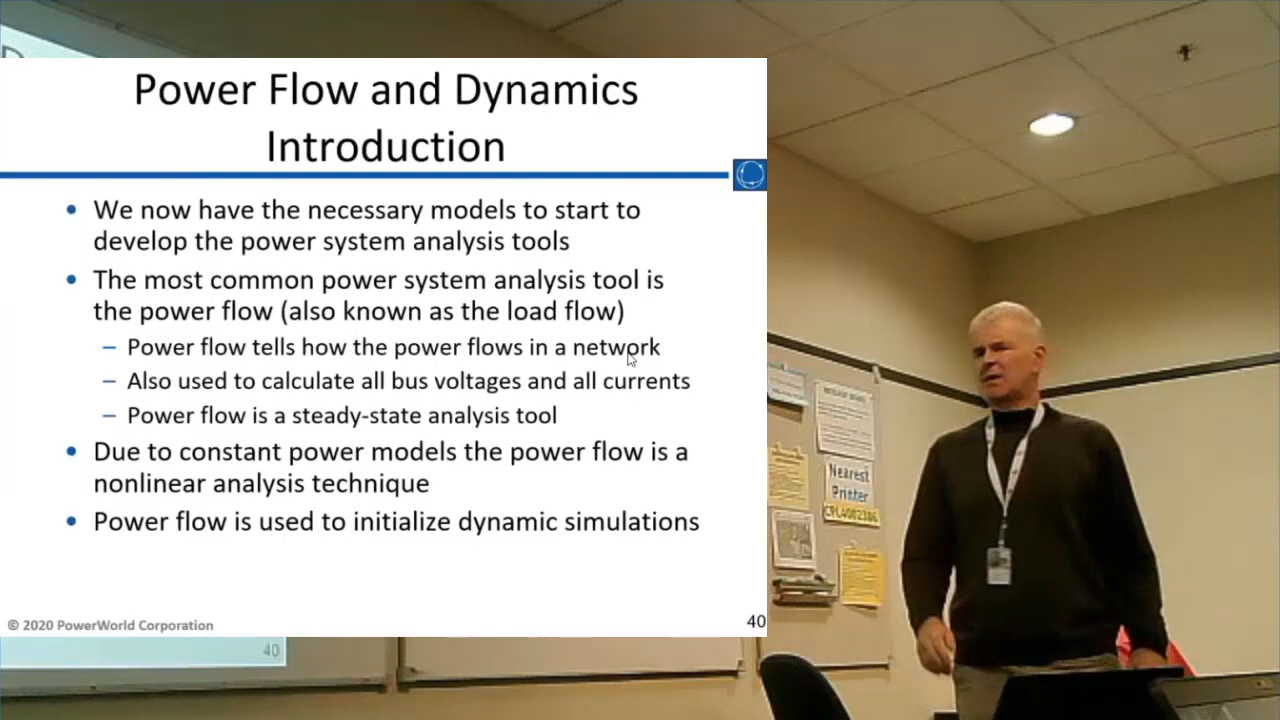 Power Flow and Dynamics
Introduction
• We now have the necessary models to start to
develop the power system analysis tools
• The most common power system analysis tool is
the power flow (also known as the load flow)
– Power flow tells how the power flows in a network
– Also used to calculate all bus voltages and all currents
– Power flow is a steady-state analysis tool
• Due to constant power models the power flow is a
nonlinear analysis technique
• Power flow is used to initialize dynamic simulations
© 2020 PowerWorld Corporation
40
40
Nearest
Printer